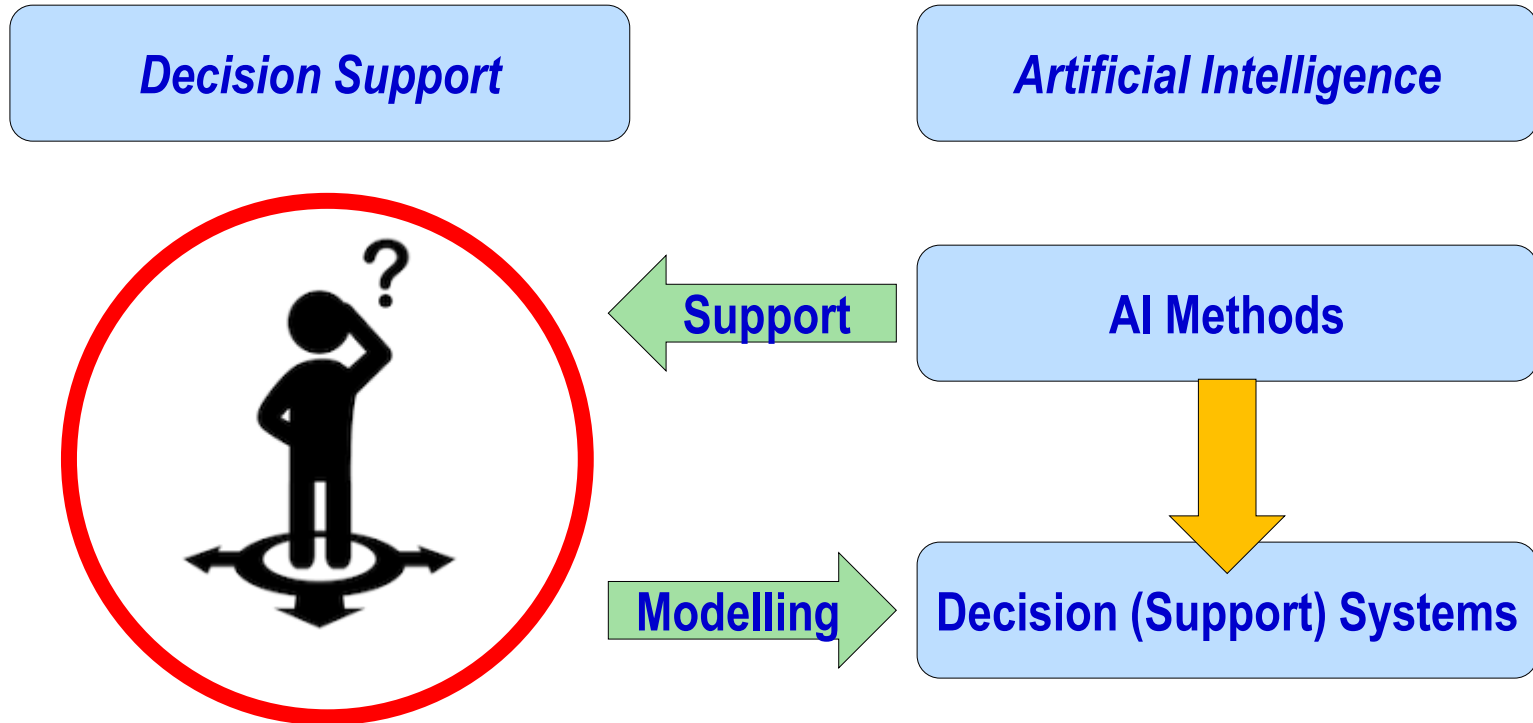 Decision Support
Artificial Intelligence
?
Support
AI Methods
Modelling
Decision (Support) Systems